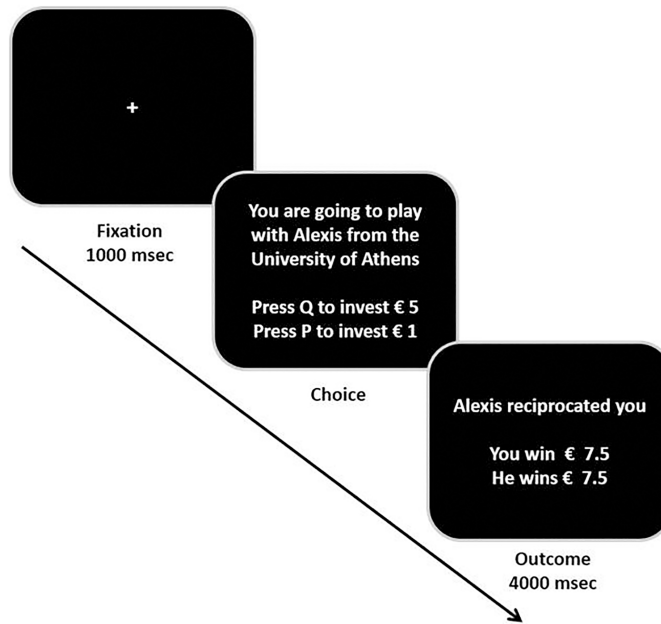 +
Fixation
1000 msec
You are going to play
with Alexis from the
University of Athens
Press Q to invest € 5
Press P to invest € 1
Choice
Alexis reciprocated you
You win € 7.5
He wins € 7.5
Outcome
4000 msec